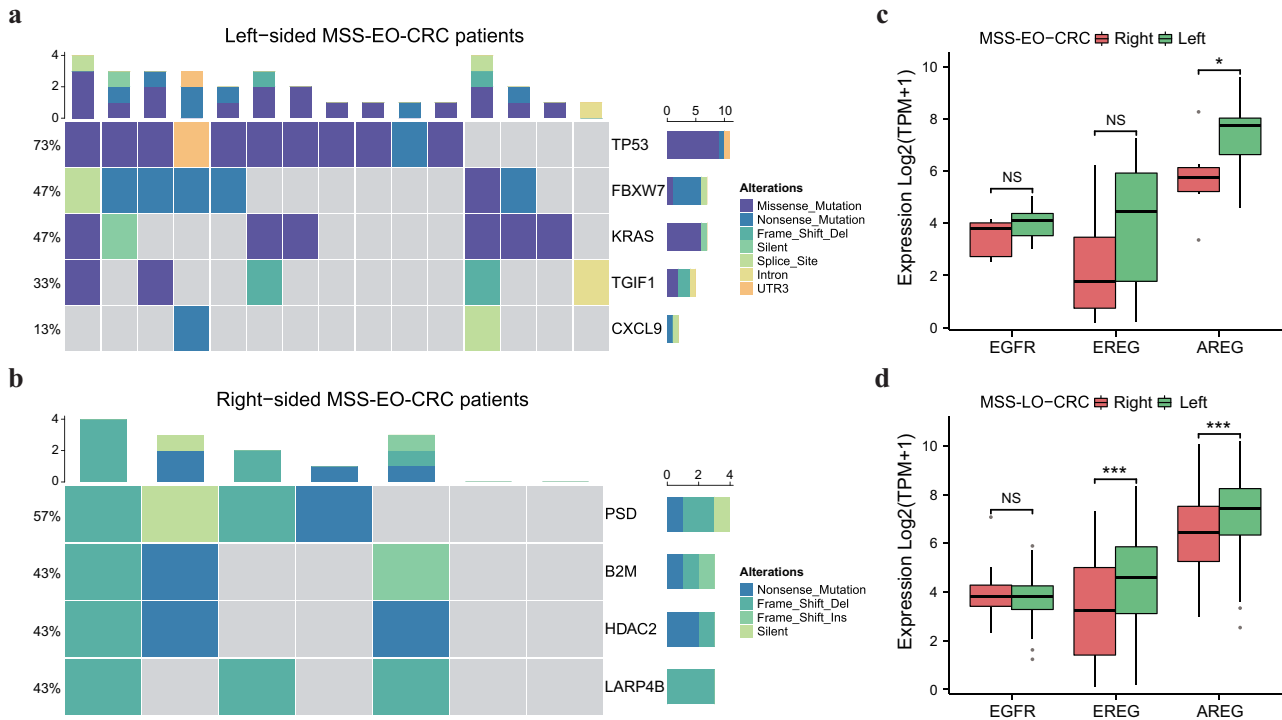 a
Left−sided MSS-EO-CRC patients
4
2
0
0 5 10
73% TP53
47% FBXW7
47% KRAS
33% TGIF1
13% CXCL9
Alterations
Missense_Mutation
Nonsense_Mutation
Frame_Shift_Del
Silent
Splice_Site
Intron
UTR3
b
Right−sided MSS-EO-CRC patients
4
2
0
0 2 4
57% PSD
43% B2M
43% HDAC2
43% LARP4B
Alterations
Nonsense_Mutation
Frame_Shift_Del
Frame_Shift_Ins
Silent
c
MSS-EO−CRC Right Left
Expression Log2(TPM+1)
10
8
6
4
2
0
NS
NS
*
EGFR EREG AREG
d
MSS-LO−CRC Right Left
Expression Log2(TPM+1)
10
8
6
4
2
0
NS
***
***
EGFR EREG AREG